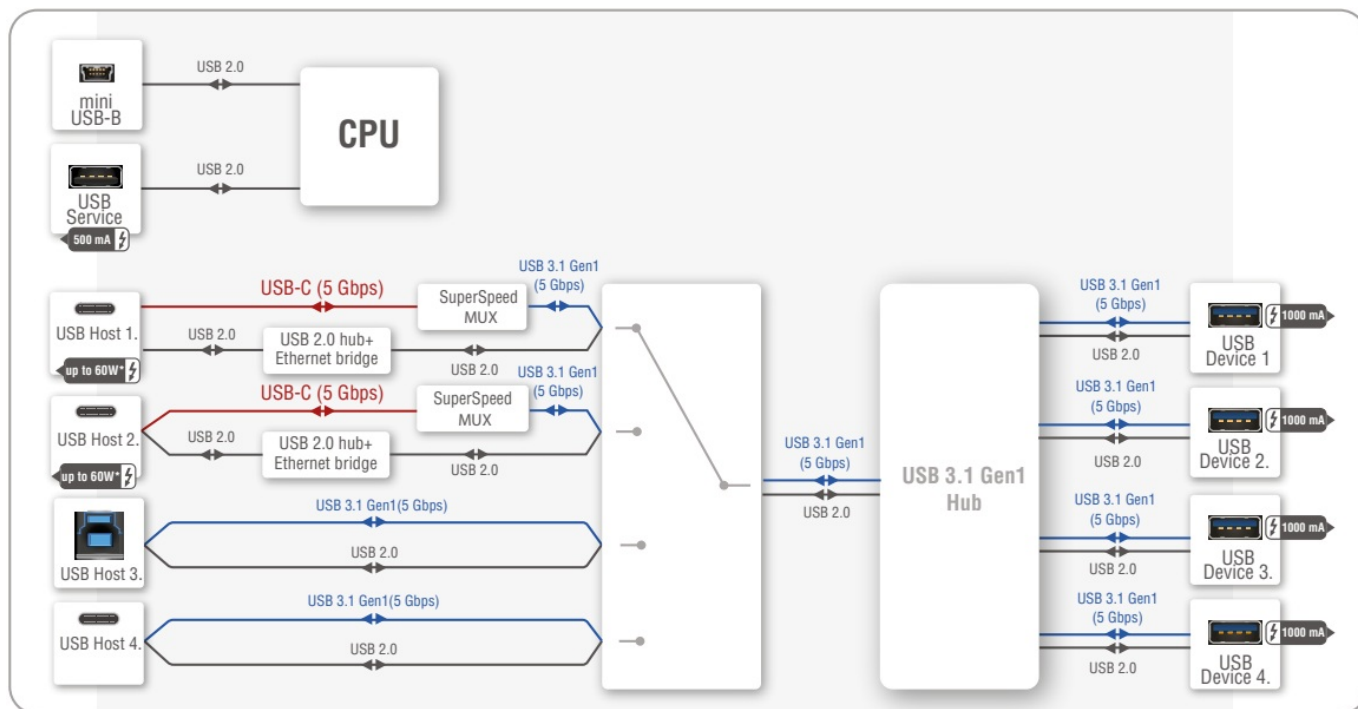 mini
USB-B
USB 2.0
CPU
USB
Service
500 mA
USB 2.0
USB Host 1.
up to 60W*
USB-C (5 Gbps)
SuperSpeed
MUX
USB 3.1 Gen1
(5 Gbps)
USB 2.0
USB 2.0 hub+
Ethernet bridge
USB 2.0
USB Host 2.
up to 60W*
USB-C (5 Gbps)
SuperSpeed
MUX
USB 3.1 Gen1
(5 Gbps)
USB 2.0
USB 2.0 hub+
Ethernet bridge
USB 2.0
USB Host 3.
USB 3.1 Gen1(5 Gbps)
USB 2.0
USB Host 4.
USB 3.1 Gen1(5 Gbps)
USB 2.0
USB 3.1 Gen1
(5 Gbps)
USB 2.0
USB 3.1 Gen1
Hub
USB 3.1 Gen1
(5 Gbps)
USB 2.0
USB
Device 1
1000 mA
USB 3.1 Gen1
(5 Gbps)
USB 2.0
USB
Device 2.
1000 mA
USB 3.1 Gen1
(5 Gbps)
USB 2.0
USB
Device 3.
1000 mA
USB 3.1 Gen1
(5 Gbps)
USB 2.0
USB
Device 4.
1000 mA